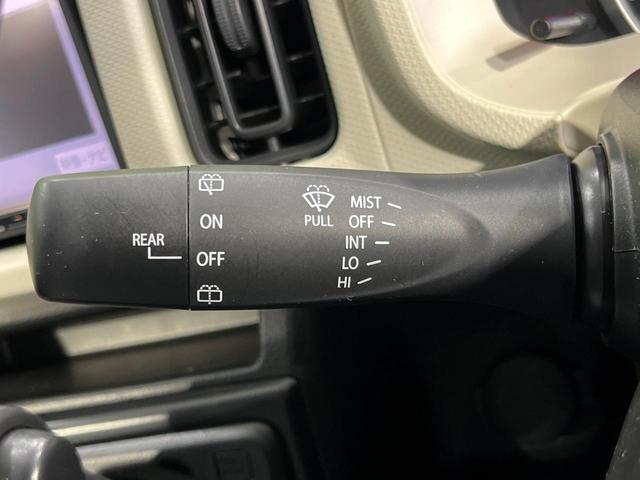 ON
REAR OFF
PULL
MIST
OFF
INT
LO
HI